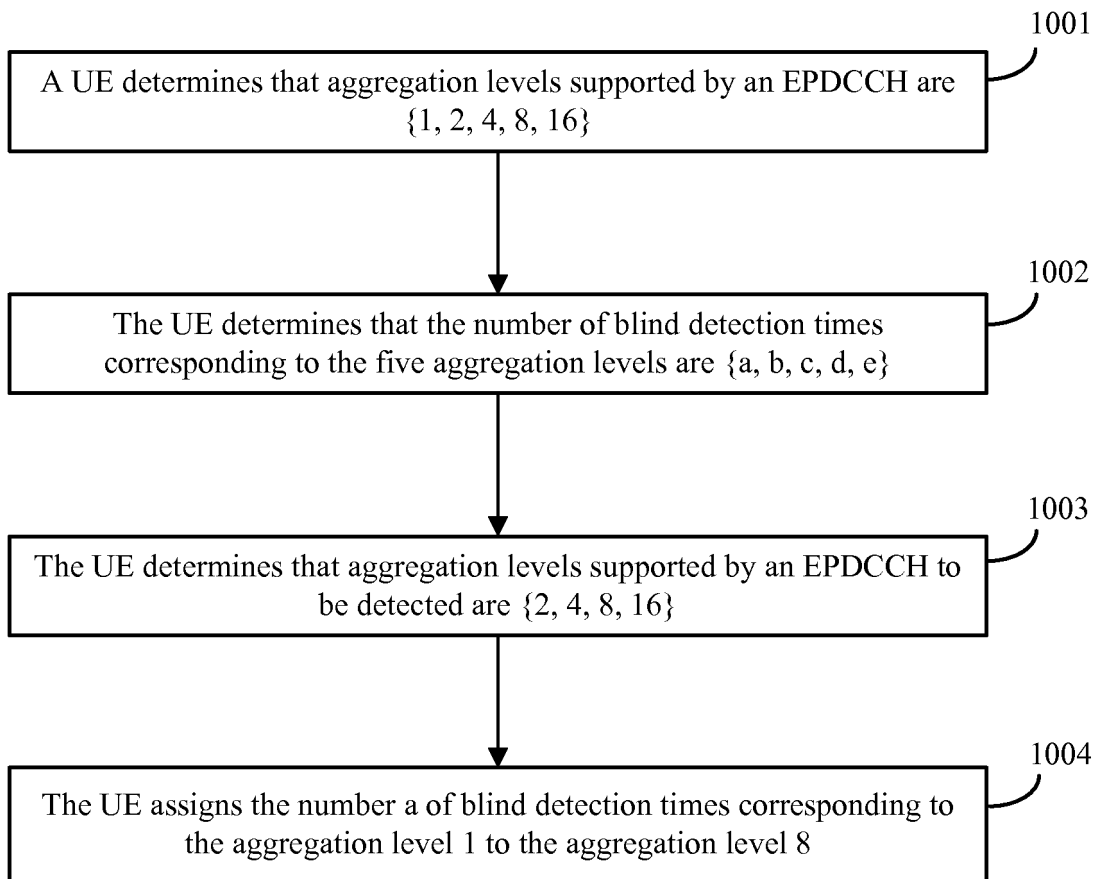 1001
A UE determines that aggregation levels supported by an EPDCCH are
{1, 2, 4, 8, 16}
1002
The UE determines that the number of blind detection times
corresponding to the five aggregation levels are {a, b, c, d, e}
1003
The UE determines that aggregation levels supported by an EPDCCH to
be detected are {2, 4, 8, 16}
1004
The UE assigns the number a of blind detection times corresponding to
the aggregation level 1 to the aggregation level 8